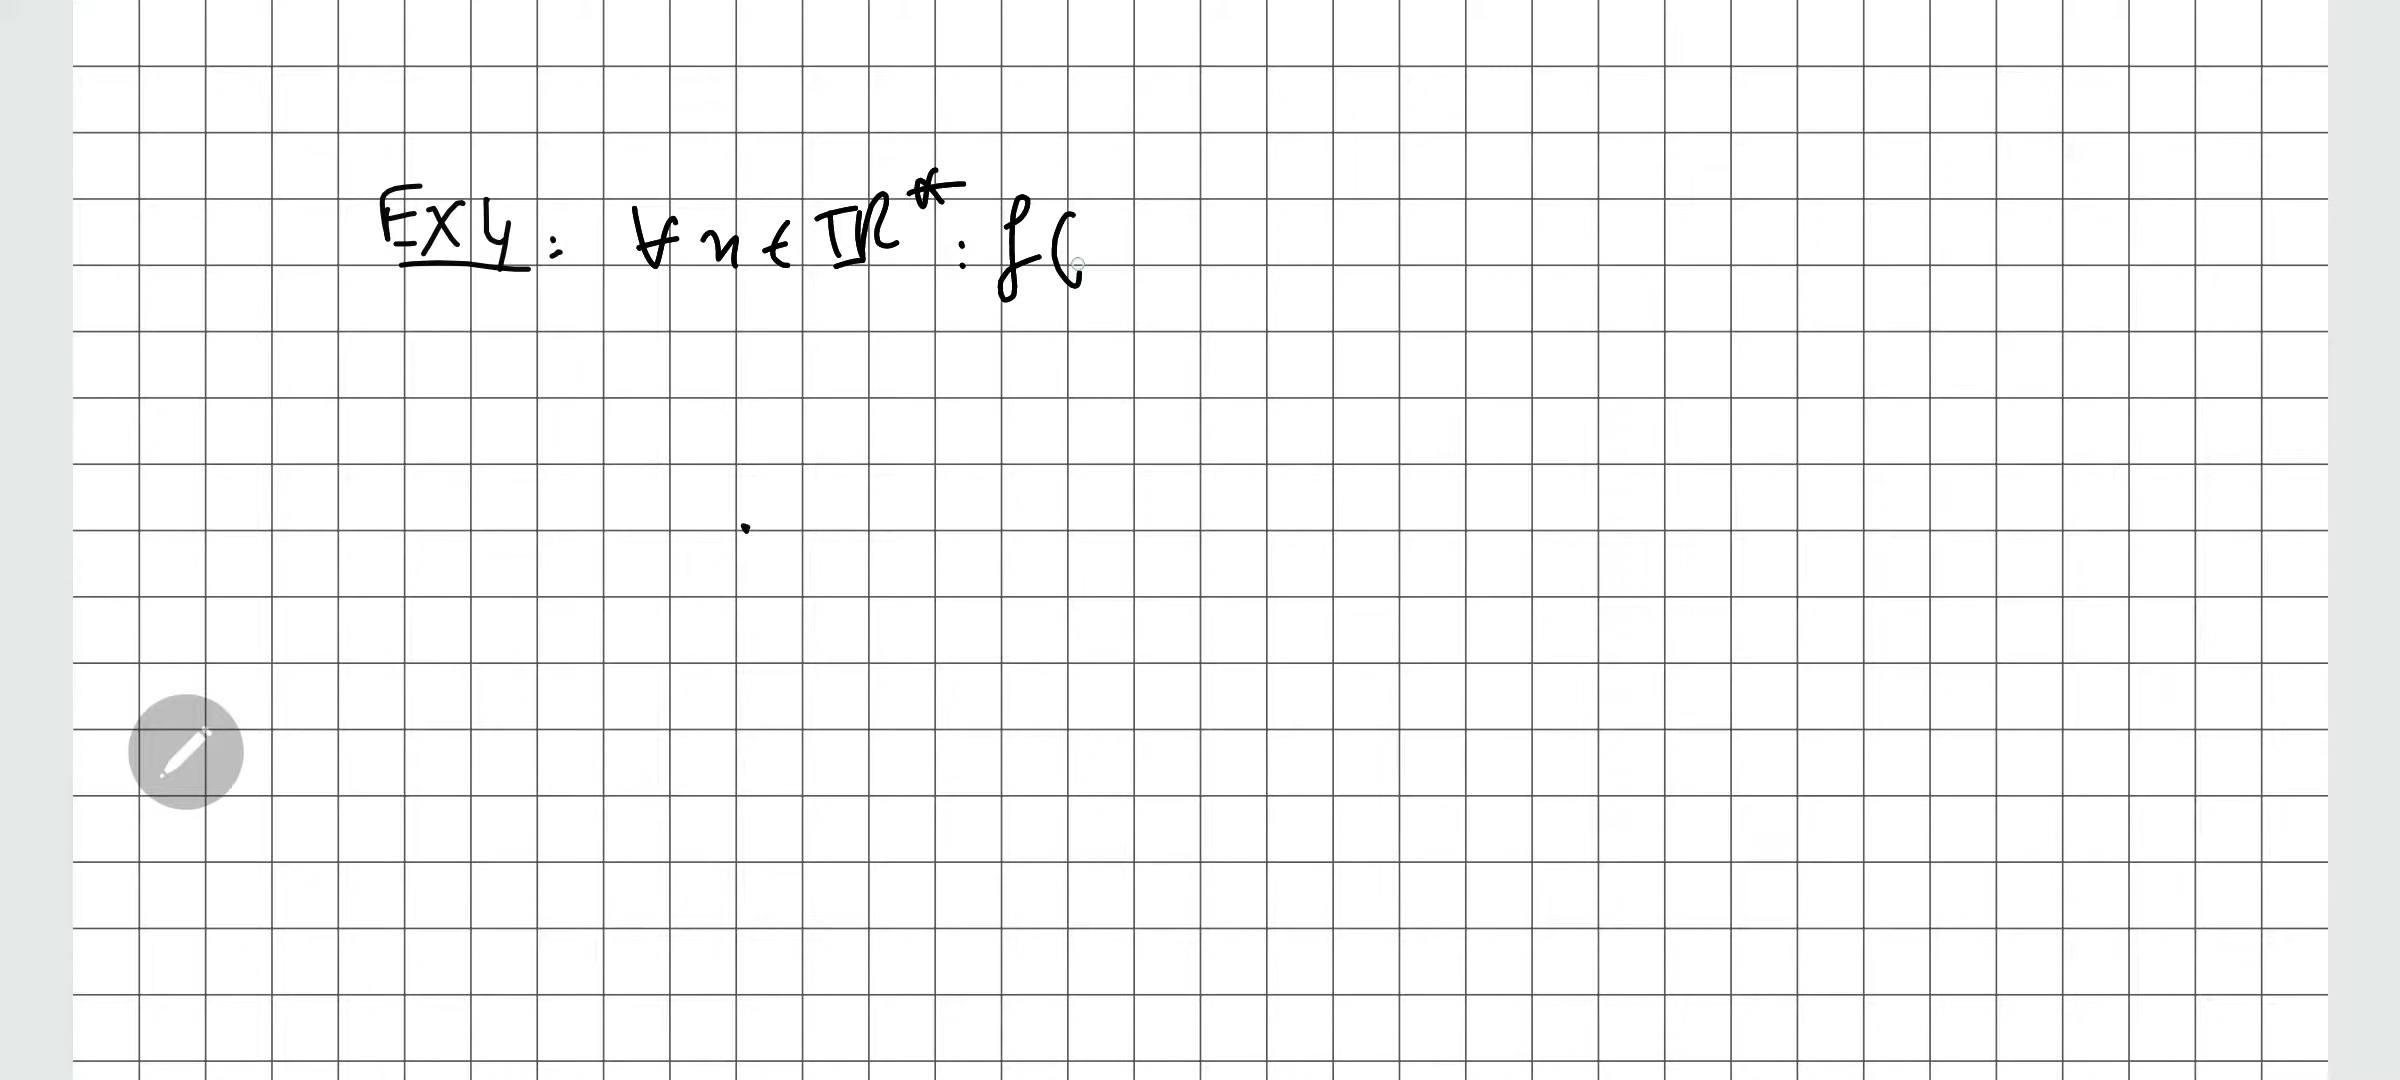 EX4 : ∀ x ∈ ℝ* : f(